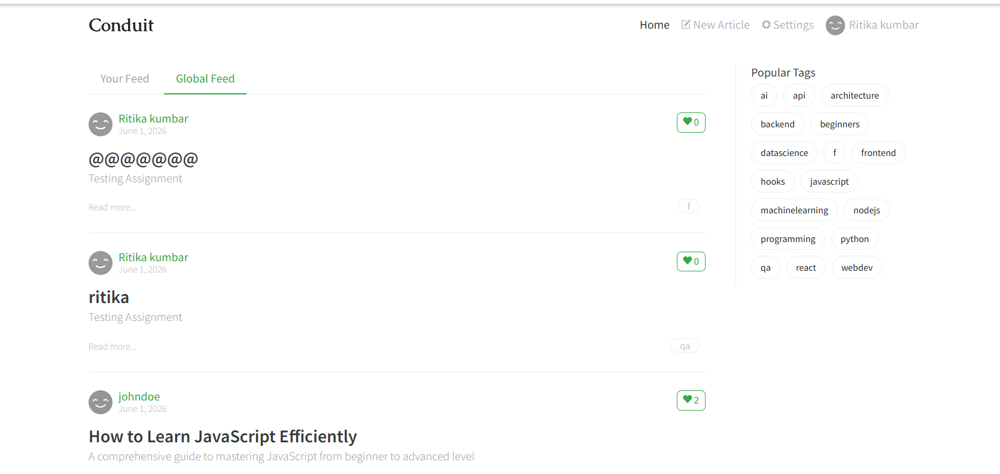 Conduit
Home New Article Settings Ritika kumbar
Your Feed Global Feed
Ritika kumbar
June 1, 2026
0
@@@@@@@
Testing Assignment
Read more...
f
Ritika kumbar
June 1, 2026
0
ritika
Testing Assignment
Read more...
qa
johndoe
June 1, 2026
2
How to Learn JavaScript Efficiently
A comprehensive guide to mastering JavaScript from beginner to advanced level
Popular Tags
ai api architecture
backend beginners
datascience f frontend
hooks javascript
machinelearning nodejs
programming python
qa react webdev